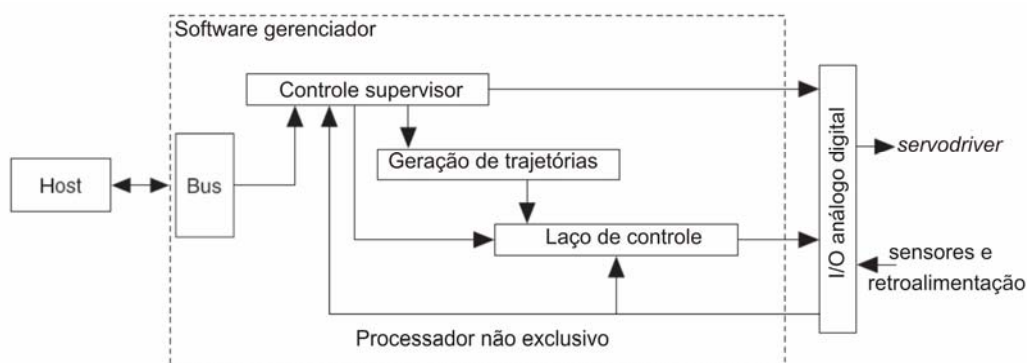 Software gerenciador
Controle supervisor
Geração de trajetórias
Host
Bus
Laço de controle
I/O análogo digital
servodriver
sensores e
retroalimentação
Processador não exclusivo